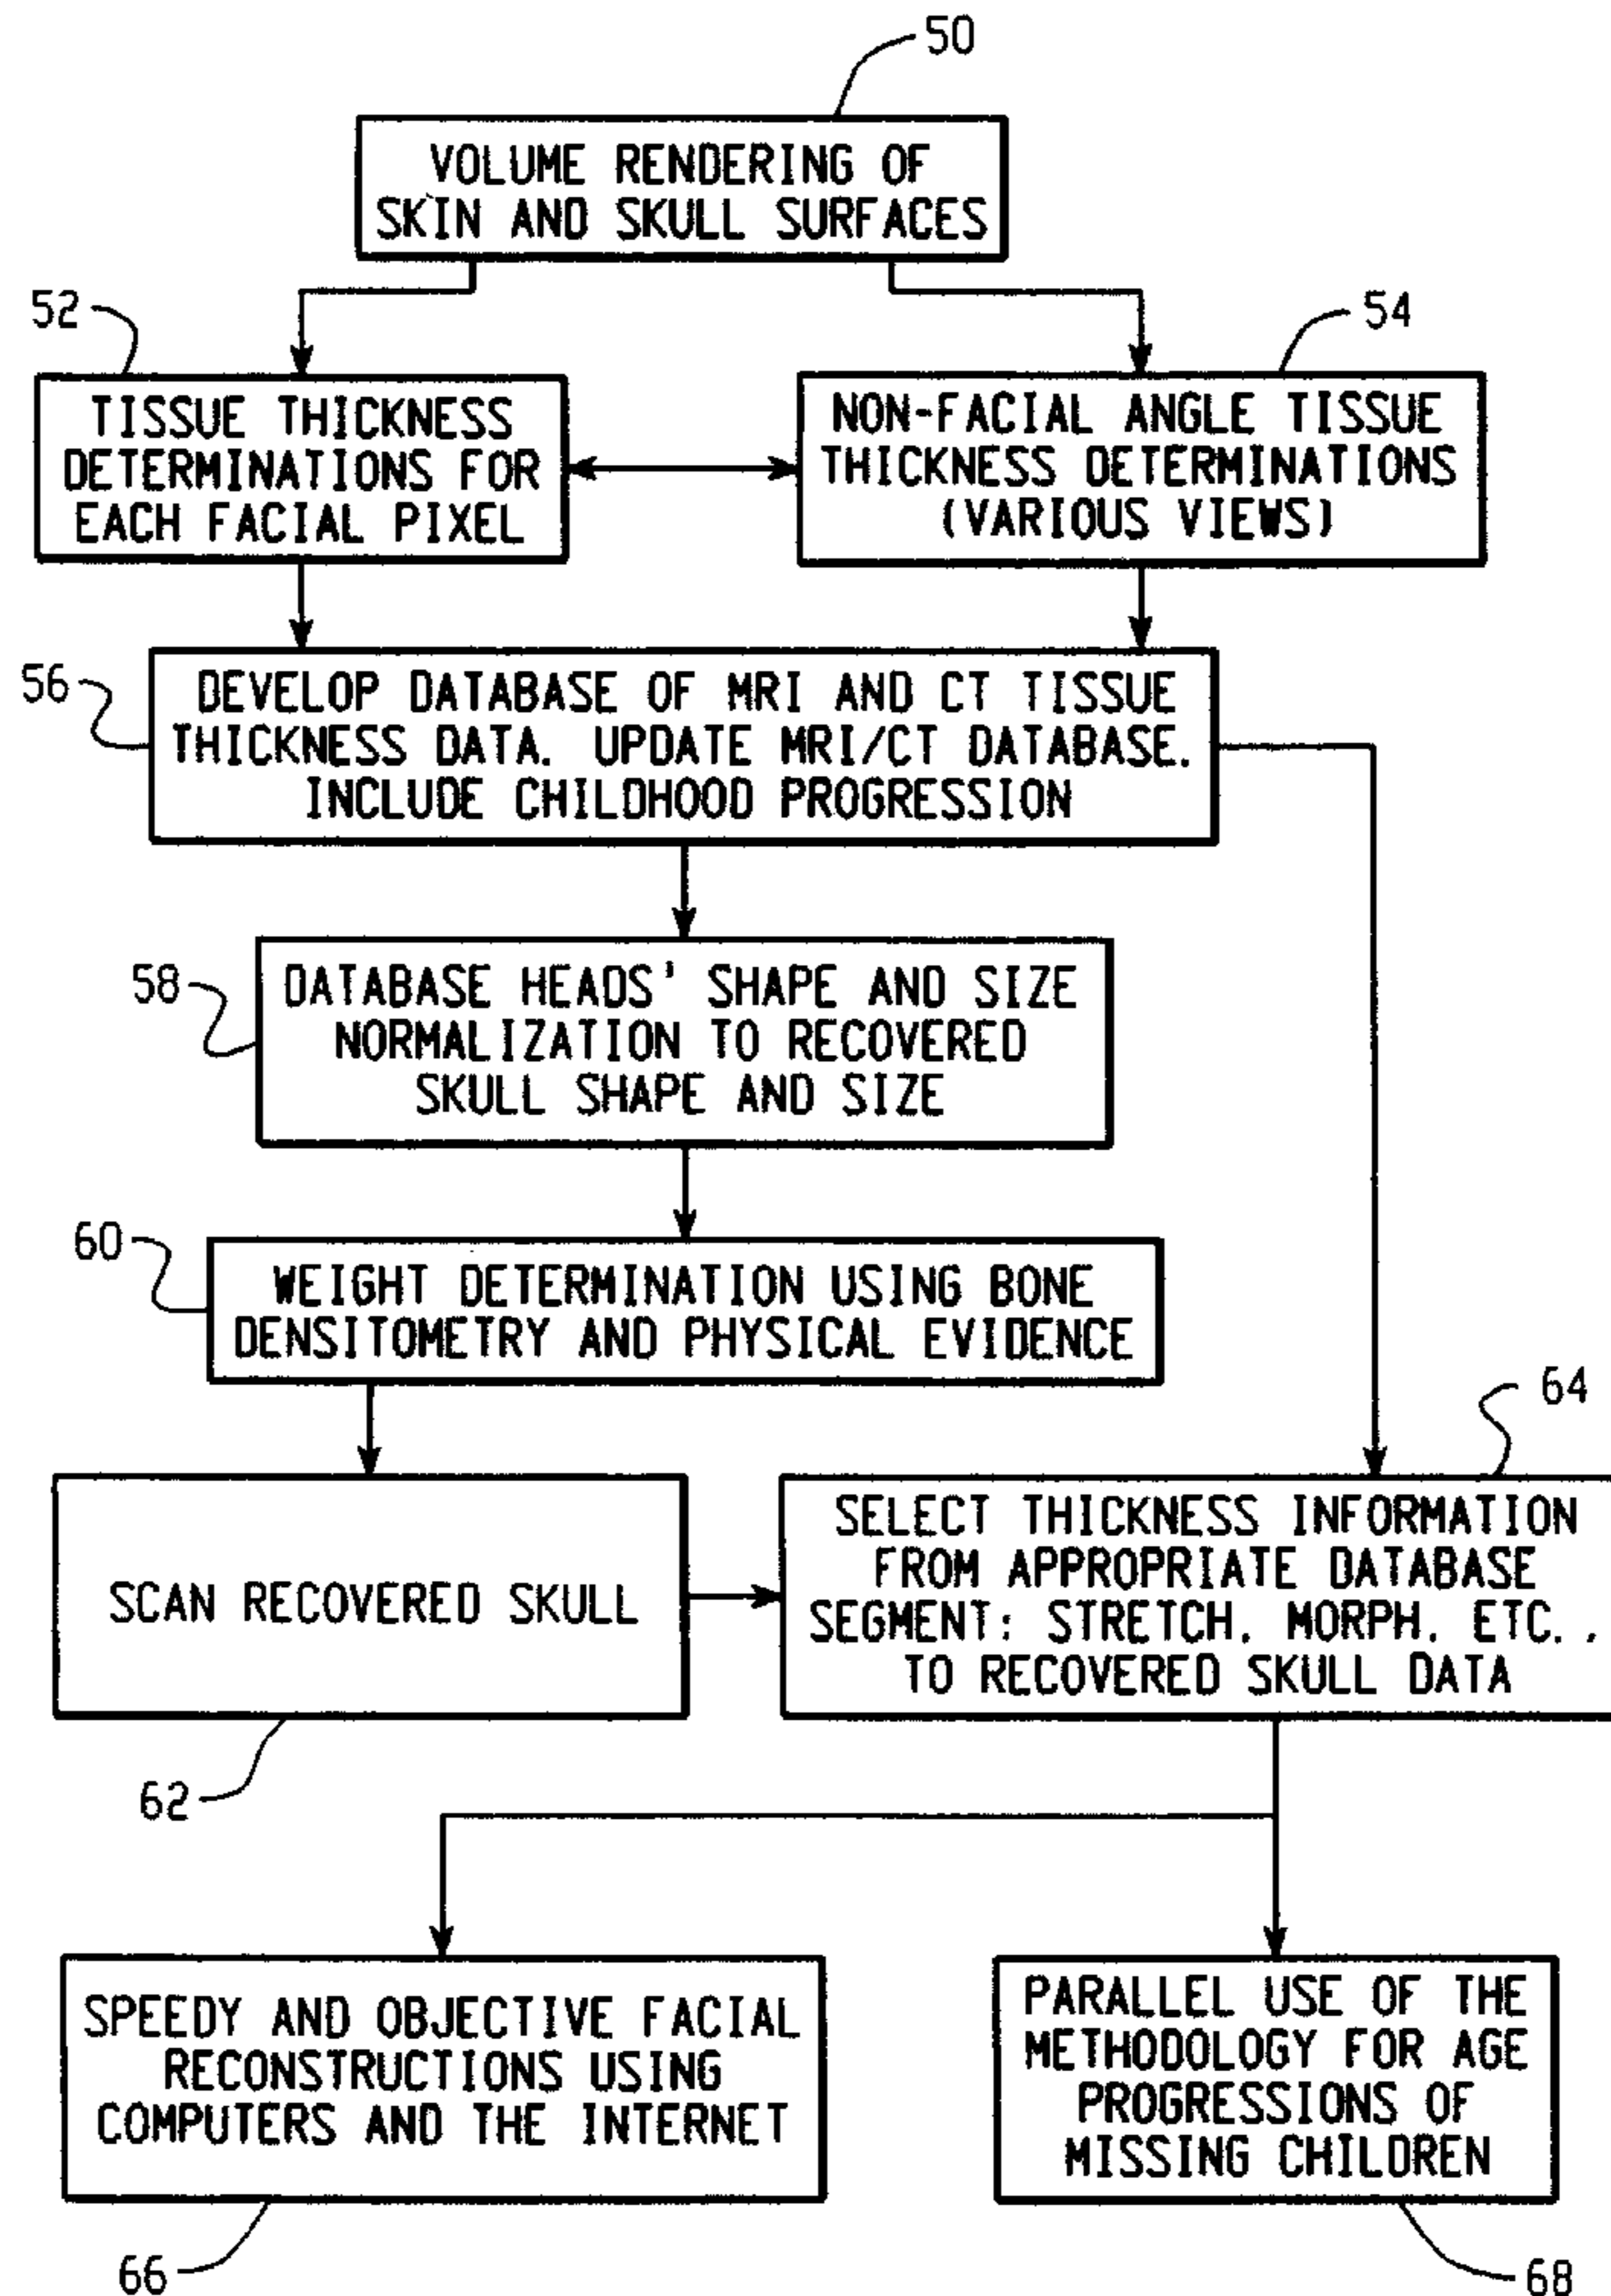 50
VOLUME RENDERING OF
SKIN AND SKULL SURFACES
52
54
TISSUE THICKNESS
DETERMINATIONS FOR
EACH FACIAL PIXEL
NON-FACIAL ANGLE TISSUE
THICKNESS DETERMINATIONS
(VARIOUS VIEWS)
56
DEVELOP DATABASE OF MRI AND CT TISSUE
THICKNESS DATA. UPDATE MRI/CT DATABASE.
INCLUDE CHILDHOOD PROGRESSION
58
DATABASE HEADS' SHAPE AND SIZE
NORMALIZATION TO RECOVERED
SKULL SHAPE AND SIZE
60
WEIGHT DETERMINATION USING BONE
DENSITOMETRY AND PHYSICAL EVIDENCE
64
SCAN RECOVERED SKULL
62
SELECT THICKNESS INFORMATION
FROM APPROPRIATE DATABASE
SEGMENT: STRETCH. MORPH. ETC..
TO RECOVERED SKULL DATA
SPEEDY AND OBJECTIVE FACIAL
RECONSTRUCTIONS USING
COMPUTERS AND THE INTERNET
66
PARALLEL USE OF THE
METHODOLOGY FOR AGE
PROGRESSIONS OF
MISSING CHILDREN
68